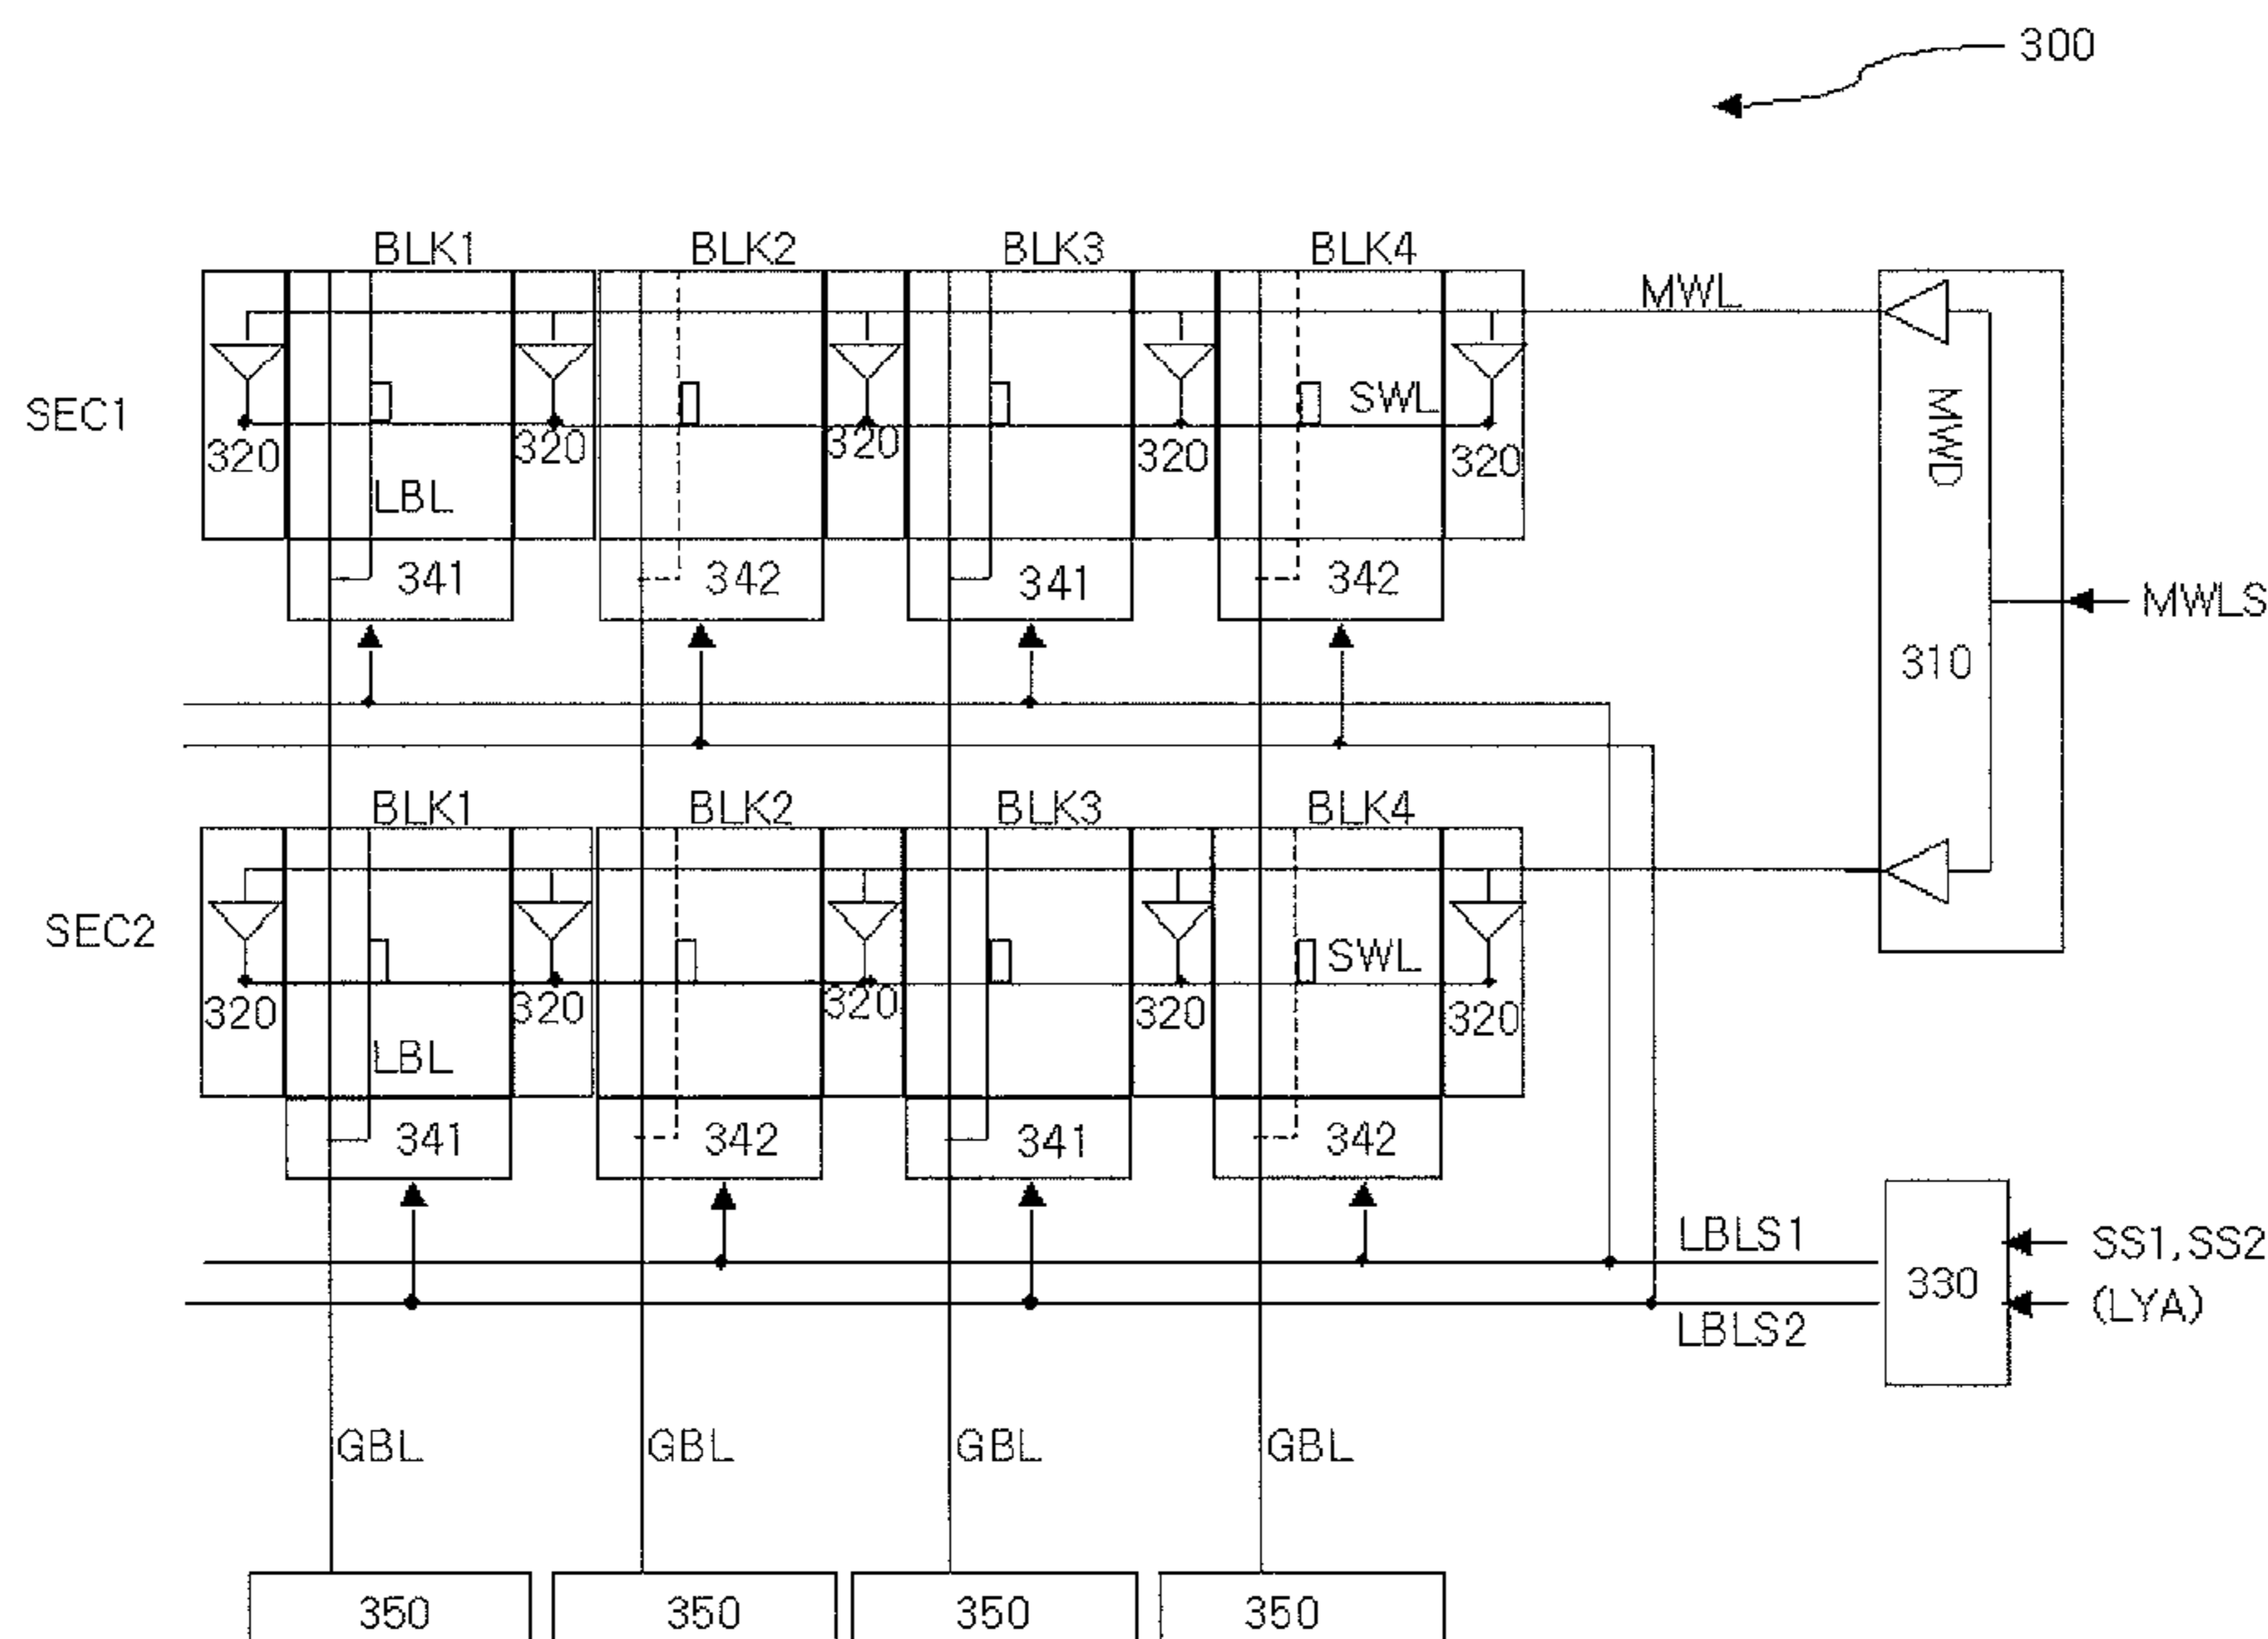 300
BLK1 BLK2 BLK3 BLK4
MWL
MWD
SEC1
SWL
320 320 320 320 320
LBL
341 342 341 342
MWLS
310
BLK1 BLK2 BLK3 BLK4
SEC2
SWL
320 320 320 320 320
LBL
341 342 341 342
LBLS1
SS1,SS2
330
(LYA)
LBLS2
GBL GBL GBL GBL
350 350 350 350